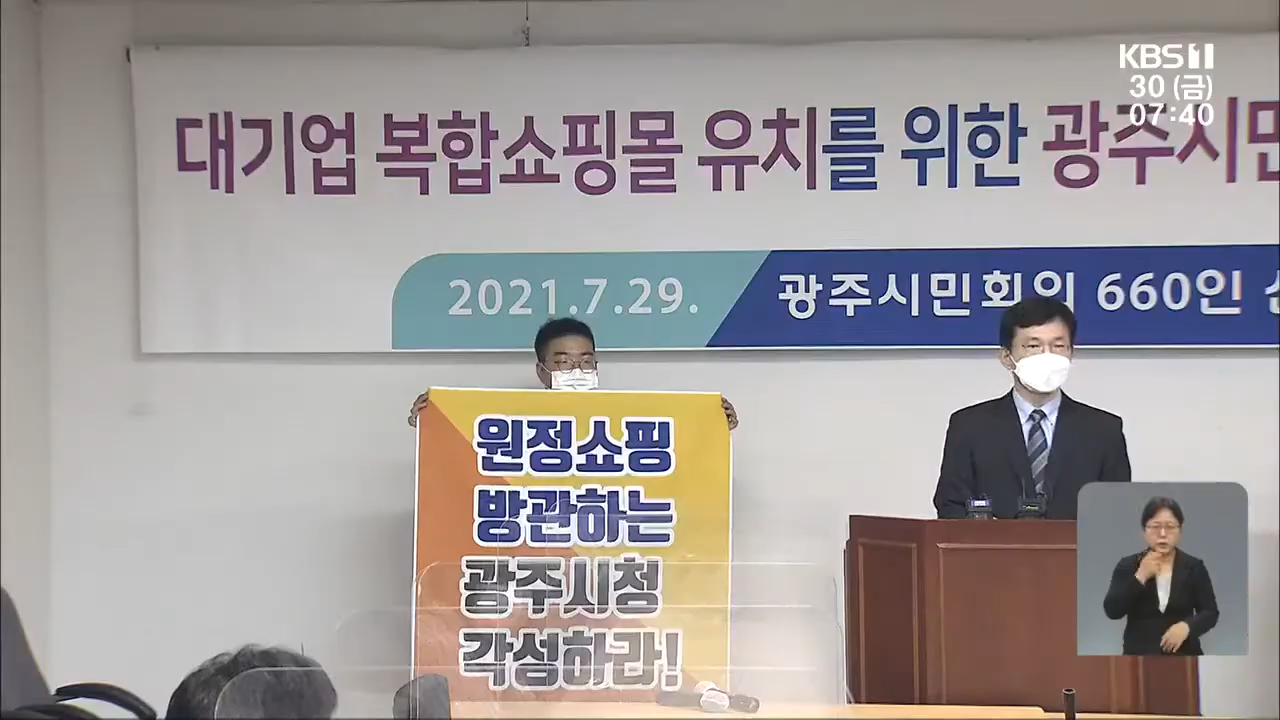 KBS 1
30 (금)
07:40
대기업 복합쇼핑몰 유치를 위한 광주시민
2021.7.29. 광주시민회의 660인
원정쇼핑
방관하는
광주시청
각성하라!